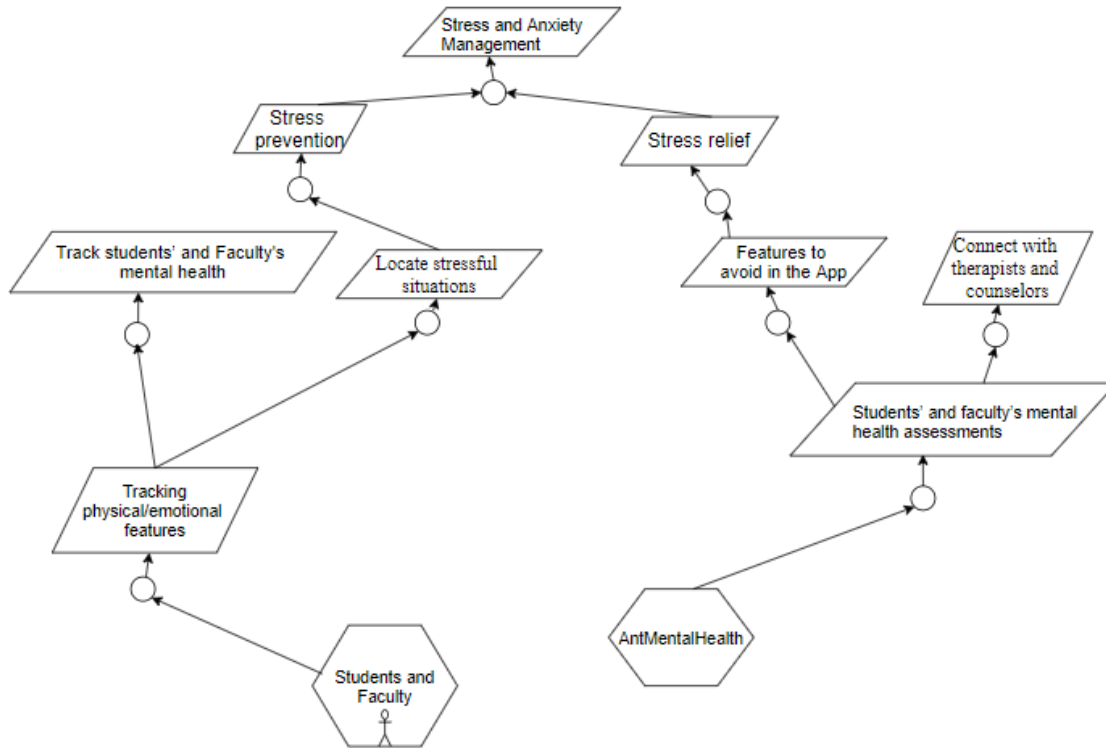 Stress and Anxiety
Management
Stress
prevention
Stress relief
Track students' and Faculty's
mental health
Locate stressful
situations
Features to
avoid in the App
Connect with
therapists and
counselors
Students' and faculty's mental
health assessments
Tracking
physical/emotional
features
AntMentalHealth
Students and
Faculty